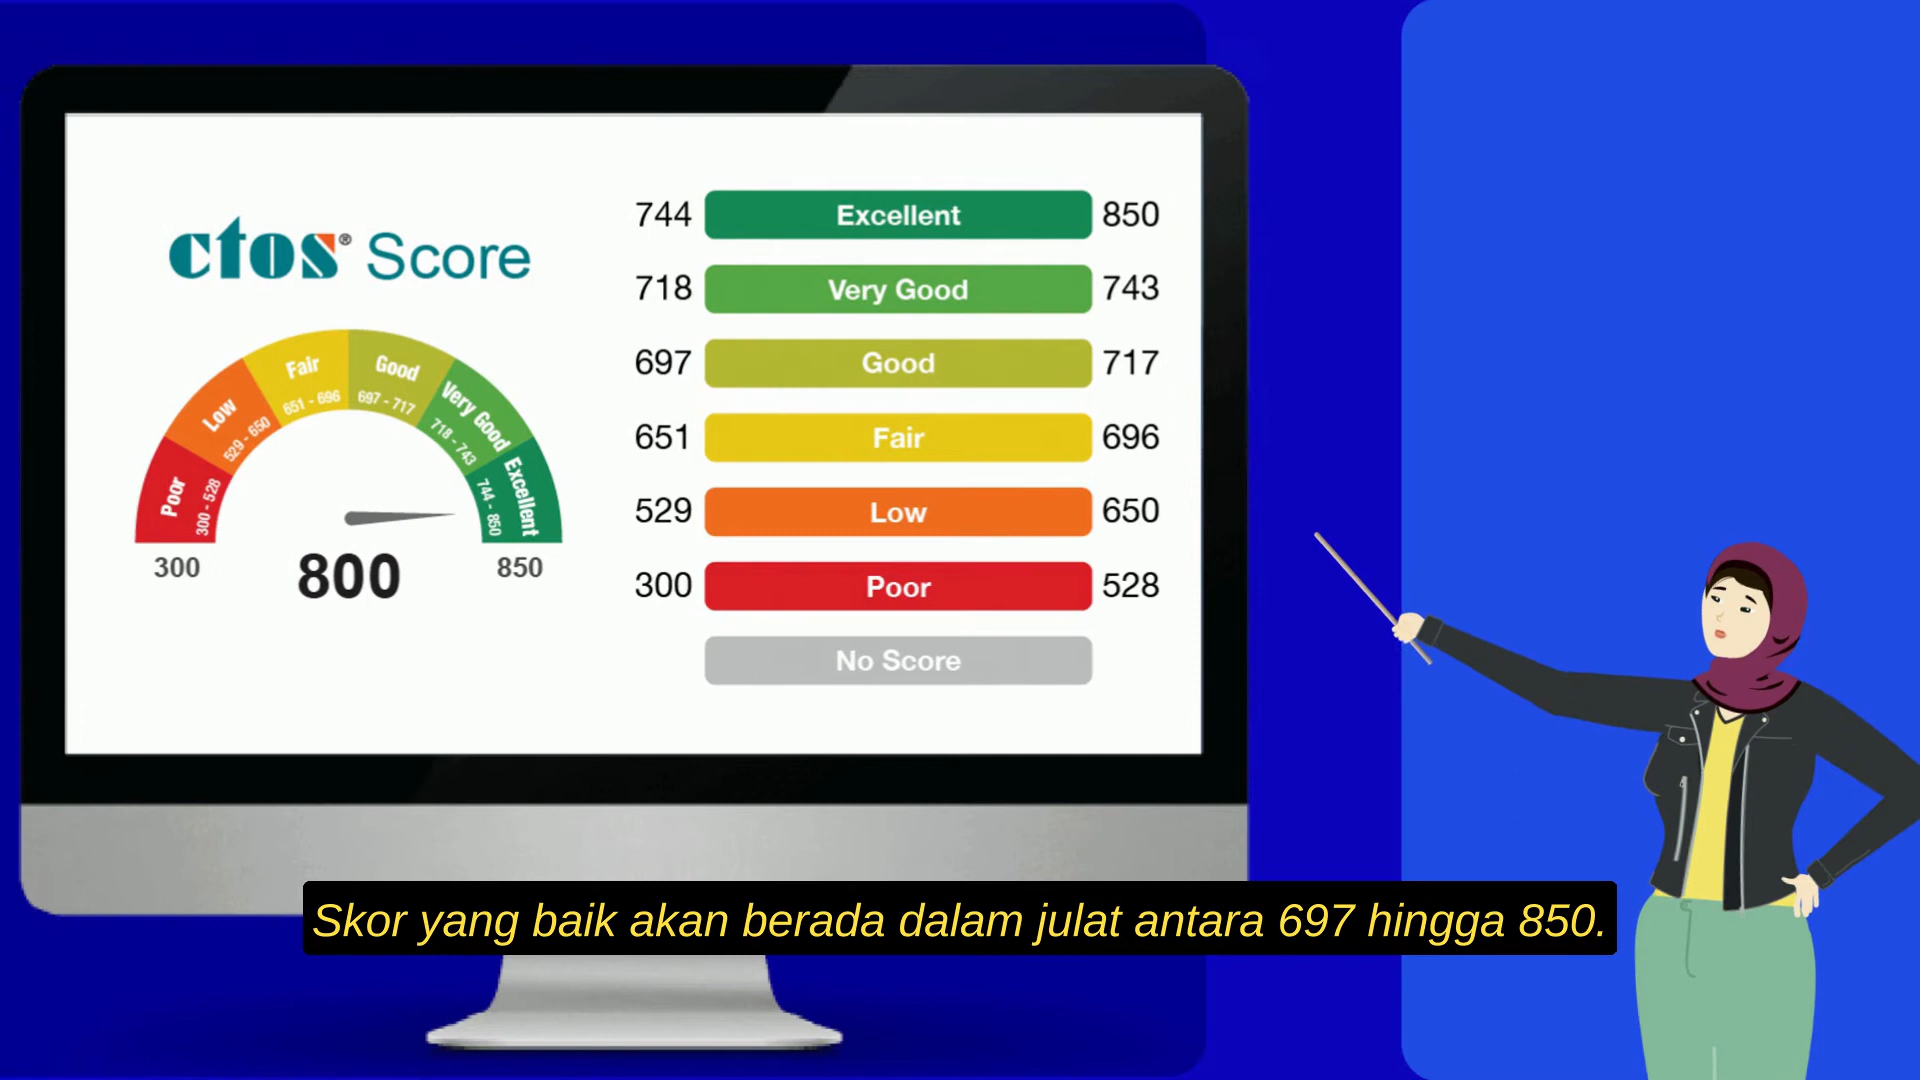 ctos® Score
Poor
300 - 528
Low
529 - 650
Fair
651 - 696
Good
697 - 717
Very Good
718 - 743
Excellent
744 - 850
300
800
850
744 Excellent 850
718 Very Good 743
697 Good 717
651 Fair 696
529 Low 650
300 Poor 528
No Score
Skor yang baik akan berada dalam julat antara 697 hingga 850.